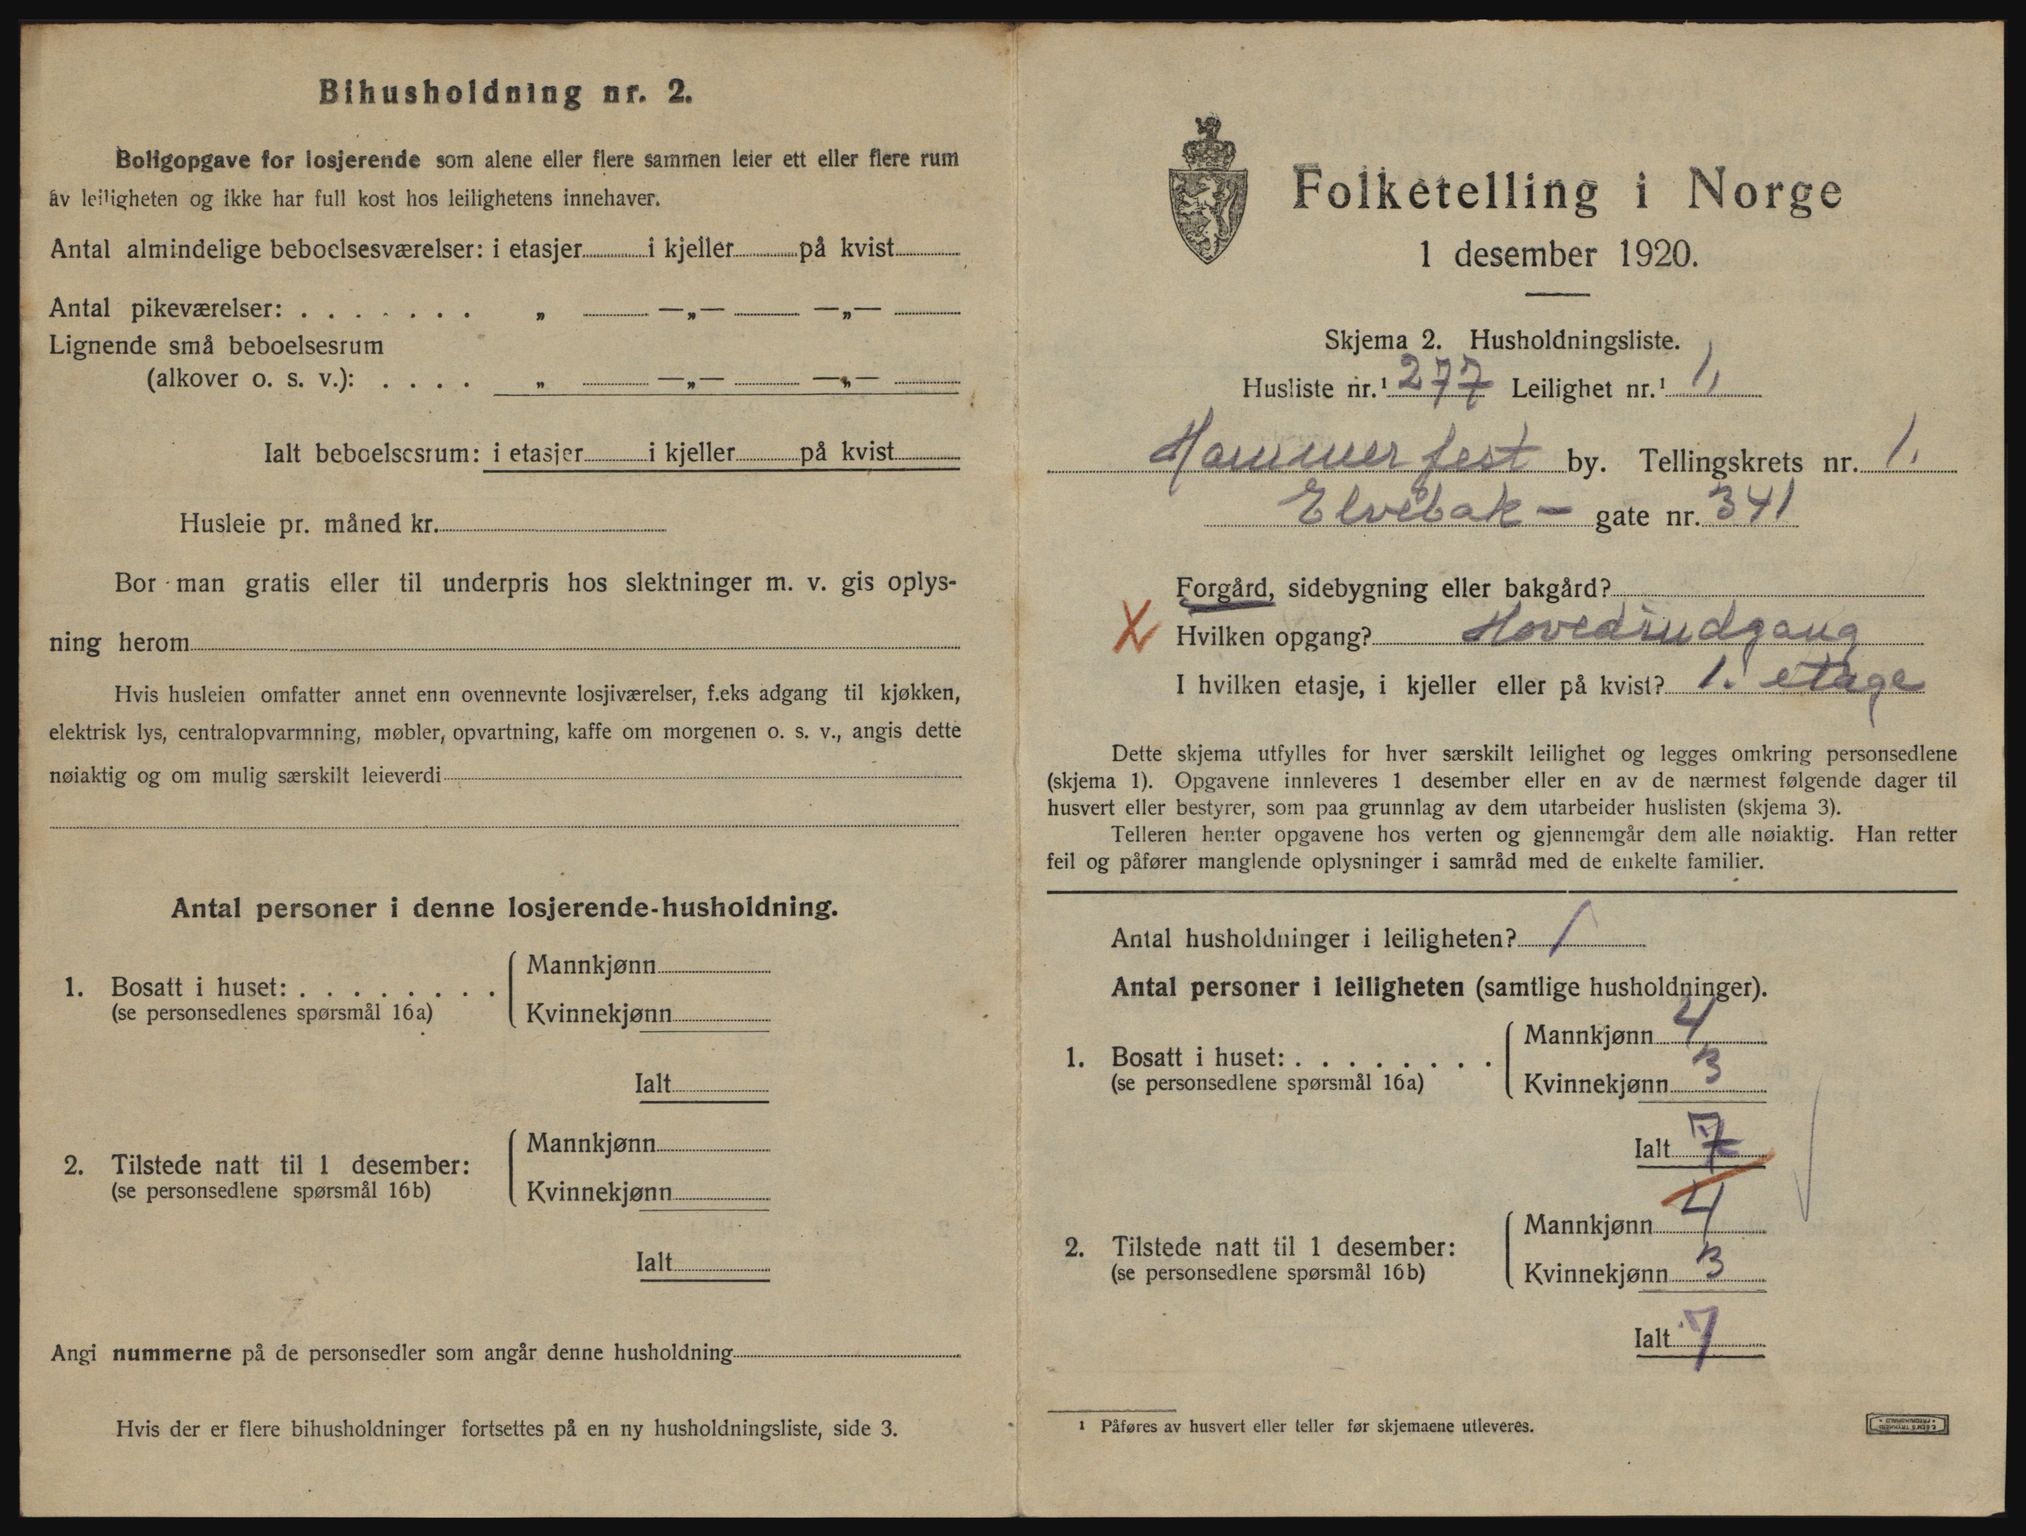 Bihusholdning nr. 2.
Boligopgave for losjerende som alene eller flere sammen leier ett eller flere rum
av leiligheten og ikke har full kost hos leilighetens innehaver.
Antal almindelige beboelsesværelser: i etasjer i kjeller på kvist
Antal pikeværelser: . . . . . . . „ —„— —„—
Lignende små beboelsesrum
(alkover o. s. v.): . . . . „ —„— —„—
Ialt beboelsesrum: i etasjer i kjeller på kvist
Husleie pr. måned kr.
Bor man gratis eller til underpris hos slektninger m. v. gis oplys-
ning herom
Hvis husleien omfatter annet enn ovennevnte losjiværelser, f.eks adgang til kjøkken,
elektrisk lys, centralopvarmning, møbler, opvartning, kaffe om morgenen o. s. v., angis dette
nøiaktig og om mulig særskilt leieverdi
Antal personer i denne losjerende-husholdning.
1. Bosatt i huset: . . . . . . . . Mannkjønn
(se personsedlenes spørsmål 16a) Kvinnekjønn
Ialt
2. Tilstede natt til 1 desember: Mannkjønn
(se personsedlene spørsmål 16b) Kvinnekjønn
Ialt
Angi nummerne på de personsedler som angår denne husholdning
Hvis der er flere bihusholdninger fortsettes på en ny husholdningsliste, side 3.
Folketelling i Norge
1 desember 1920.
Skjema 2. Husholdningsliste.
Husliste nr.¹ 277 Leilighet nr.¹ 1,
Hammerfest by. Tellingskrets nr. 1.
Elvebak – gate nr. 341
Forgård, sidebygning eller bakgård?
X Hvilken opgang? Hovedindgang
I hvilken etasje, i kjeller eller på kvist? 1. etage
Dette skjema utfylles for hver særskilt leilighet og legges omkring personsedlene
(skjema 1). Opgavene innleveres 1 desember eller en av de nærmest følgende dager til
husvert eller bestyrer, som paa grunnlag av dem utarbeider huslisten (skjema 3).
Telleren henter opgavene hos verten og gjennemgår dem alle nøiaktig. Han retter
feil og påfører manglende oplysninger i samråd med de enkelte familier.
Antal husholdninger i leiligheten? 1
Antal personer i leiligheten (samtlige husholdninger).
1. Bosatt i huset: . . . . . . . . Mannkjønn 4
(se personsedlene spørsmål 16a) Kvinnekjønn 3
Ialt 7
2. Tilstede natt til 1 desember: Mannkjønn 4
(se personsedlene spørsmål 16b) Kvinnekjønn 3
Ialt 7
¹ Påføres av husvert eller teller før skjemaene utleveres.